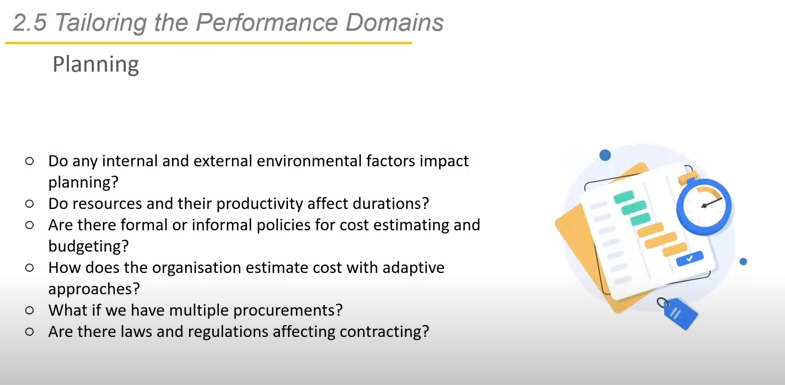 2.5 Tailoring the Performance Domains
Planning
○ Do any internal and external environmental factors impact
planning?
○ Do resources and their productivity affect durations?
○ Are there formal or informal policies for cost estimating and
budgeting?
○ How does the organisation estimate cost with adaptive
approaches?
○ What if we have multiple procurements?
○ Are there laws and regulations affecting contracting?